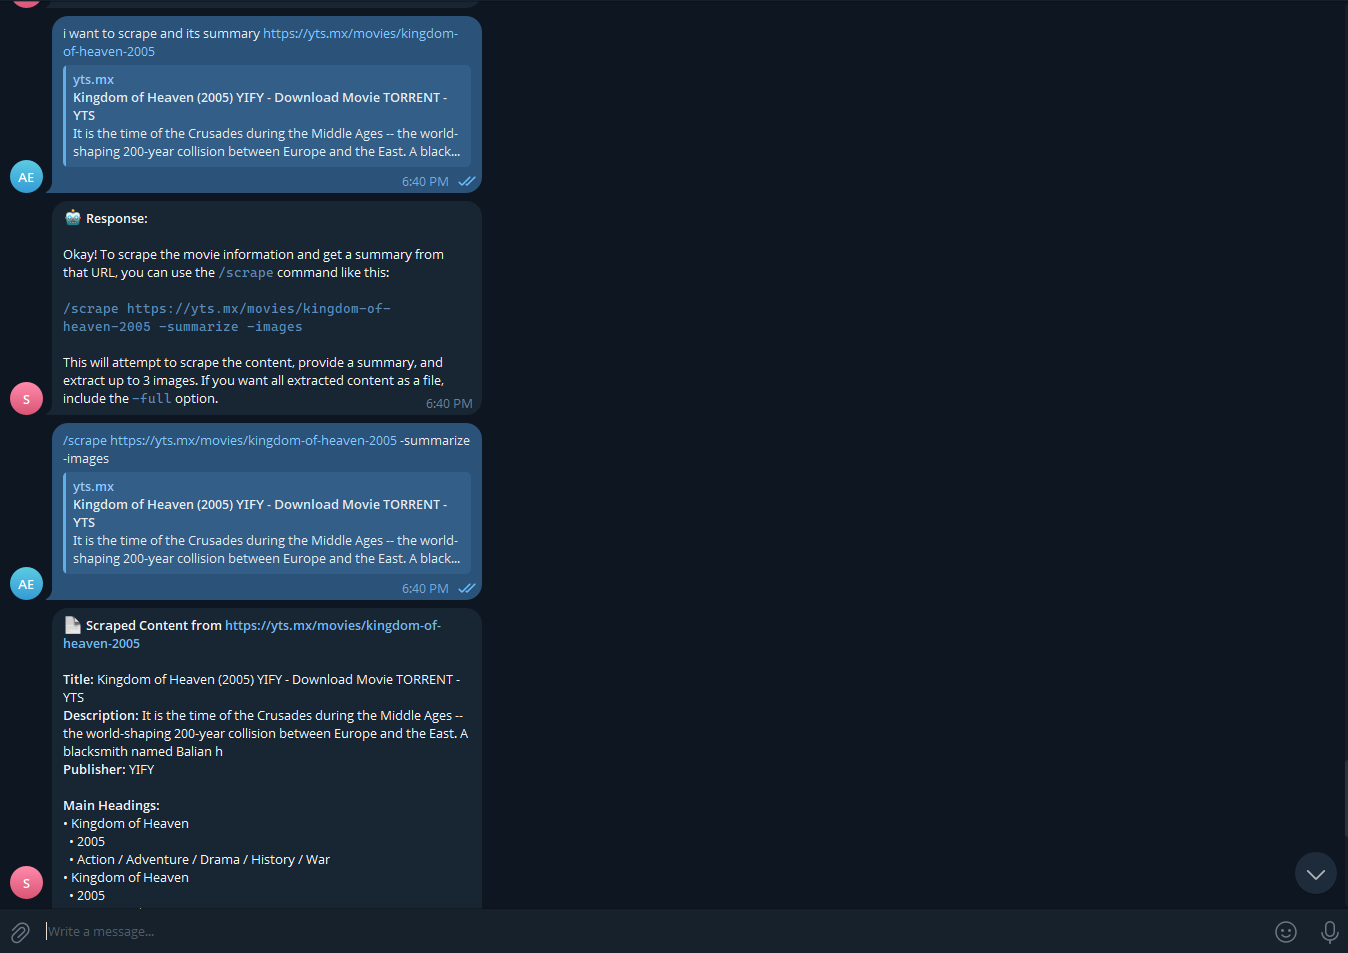 i want to scrape and its summary https://yts.mx/movies/kingdom-
of-heaven-2005
yts.mx
Kingdom of Heaven (2005) YIFY - Download Movie TORRENT -
YTS
It is the time of the Crusades during the Middle Ages -- the world-
shaping 200-year collision between Europe and the East. A black...
AE
6:40 PM
Response:
Okay! To scrape the movie information and get a summary from
that URL, you can use the /scrape command like this:
/scrape https://yts.mx/movies/kingdom-of-
heaven-2005 -summarize -images
This will attempt to scrape the content, provide a summary, and
extract up to 3 images. If you want all extracted content as a file,
include the -full option.
S
6:40 PM
/scrape https://yts.mx/movies/kingdom-of-heaven-2005 -summarize
-images
yts.mx
Kingdom of Heaven (2005) YIFY - Download Movie TORRENT -
YTS
It is the time of the Crusades during the Middle Ages -- the world-
shaping 200-year collision between Europe and the East. A black...
AE
6:40 PM
Scraped Content from https://yts.mx/movies/kingdom-of-
heaven-2005
Title: Kingdom of Heaven (2005) YIFY - Download Movie TORRENT -
YTS
Description: It is the time of the Crusades during the Middle Ages --
the world-shaping 200-year collision between Europe and the East. A
blacksmith named Balian h
Publisher: YIFY
Main Headings:
• Kingdom of Heaven
• 2005
• Action / Adventure / Drama / History / War
• Kingdom of Heaven
• 2005
S
Write a message...